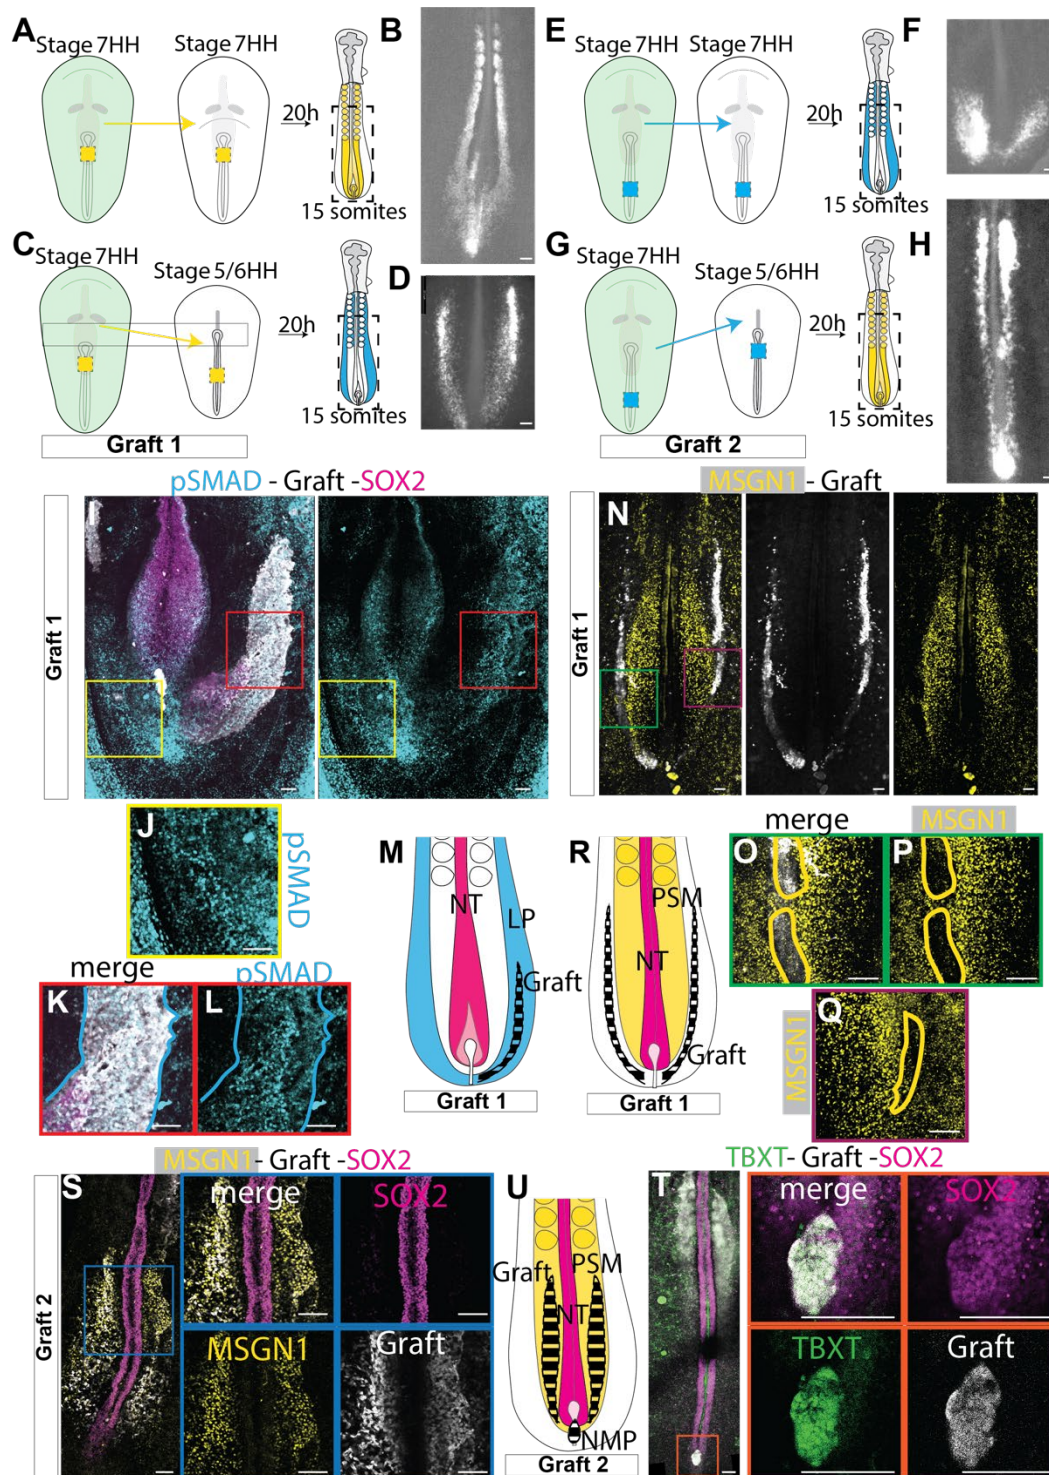 A
Stage 7HH
Stage 7HH
20h
15 somites
B
E
Stage 7HH
Stage 7HH
20h
15 somites
F
C
Stage 7HH
Stage 5/6HH
20h
15 somites
Graft 1
D
G
Stage 7HH
Stage 5/6HH
20h
15 somites
Graft 2
H
pSMAD - Graft -SOX2
Graft 1
MSGN1 - Graft
Graft 1
N
J
pSMAD
merge
pSMAD
K
L
M
NT
LP
Graft
Graft 1
R
PSM
NT
Graft
Graft 1
merge
MSGN1
O
P
MSGN1
Q
MSGN1- Graft -SOX2
Graft 2
S
merge
SOX2
MSGN1
Graft
U
Graft
PSM
NT
NMP
Graft 2
TBXT- Graft -SOX2
T
merge
SOX2
TBXT
Graft